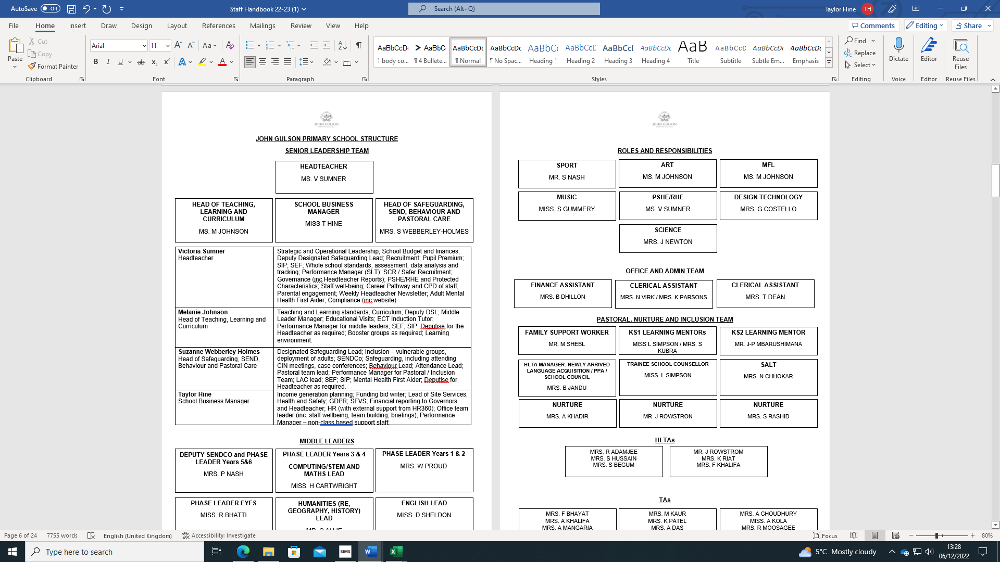 AutoSave Off
Staff Handbook 22-23 (1)
Search (Alt+Q)
Taylor Hine TH
File Home Insert Draw Design Layout References Mailings Review View Help
Comments Editing Share
Paste
Cut
Copy
Format Painter
Clipboard
Arial 11
Font
Paragraph
AaBbCcDc AaBbC AaBbCcDc AaBbCcDc AaBbCc AaBbCcD AaBbCcI AaBbCcDc AaB AaBbCcD AaBbCcDc AaBbCcDc
1 body co... ¶ 4 Bullete... ¶ Normal ¶ No Spac... Heading 1 Heading 2 Heading 3 Heading 4 Title Subtitle Subtle Em... Emphasis
Styles
Find
Replace
Select
Editing
Dictate
Voice
Editor
Editor
Reuse
Files
Reuse Files
JOHN GULSON
PRIMARY SCHOOL
JOHN GULSON PRIMARY SCHOOL STRUCTURE
SENIOR LEADERSHIP TEAM
HEADTEACHER
MS. V SUMNER
HEAD OF TEACHING,
LEARNING AND
CURRICULUM
MS. M JOHNSON
SCHOOL BUSINESS
MANAGER
MISS T HINE
HEAD OF SAFEGUARDING,
SEND, BEHAVIOUR AND
PASTORAL CARE
MRS. S WEBBERLEY-HOLMES
Victoria Sumner
Headteacher
Strategic and Operational Leadership; School Budget and finances;
Deputy Designated Safeguarding Lead; Recruitment; Pupil Premium;
SIP; SEF; Whole school standards, assessment, data analysis and
tracking; Performance Manager (SLT); SCR / Safer Recruitment;
Governance (inc Headteacher Reports); PSHE/RHE and Protected
Characteristics; Staff well-being; Career Pathway and CPD of staff;
Parental engagement; Weekly Headteacher Newsletter; Adult Mental
Health First Aider; Compliance (inc website)
Melanie Johnson
Head of Teaching, Learning and
Curriculum
Teaching and Learning standards; Curriculum; Deputy DSL; Middle
Leader Manager; Educational Visits; ECT Induction Tutor;
Performance Manager for middle leaders; SEF; SIP; Deputise for the
Headteacher as required; Booster groups as required; Learning
environment.
Suzanne Webberley Holmes
Head of Safeguarding, SEND,
Behaviour and Pastoral Care
Designated Safeguarding Lead; Inclusion – vulnerable groups,
deployment of adults; SENDCo; Safeguarding, including attending
CIN meetings, case conferences; Behaviour Lead; Attendance Lead;
Pastoral team lead; Performance Manager for Pastoral / Inclusion
Team; LAC lead; SEF; SIP; Mental Health First Aider; Deputise for
Headteacher as required.
Taylor Hine
School Business Manager
Income generation planning; Funding bid writer; Lead of Site Services;
Health and Safety; GDPR; SFVS; Financial reporting to Governors
and Headteacher; HR (with external support from HR360); Office team
leader (inc. staff wellbeing, team building; briefings); Performance
Manager – non-class based support staff;
MIDDLE LEADERS
DEPUTY SENDCO and PHASE
LEADER Years 5&6
MRS. P NASH
PHASE LEADER Years 3 & 4
COMPUTING/STEM AND
MATHS LEAD
MISS. H CARTWRIGHT
PHASE LEADER Years 1 & 2
MRS. W PROUD
PHASE LEADER EYFS
MISS. R BHATTI
HUMANITIES (RE,
GEOGRAPHY, HISTORY)
LEAD
ENGLISH LEAD
MISS. D SHELDON
JOHN GULSON
PRIMARY SCHOOL
ROLES AND RESPONSIBILITIES
SPORT
MR. S NASH
ART
MS. M JOHNSON
MFL
MS. M JOHNSON
MUSIC
MISS. S GUMMERY
PSHE/RHE
MS. V SUMNER
DESIGN TECHNOLOGY
MRS. G COSTELLO
SCIENCE
MRS. J NEWTON
OFFICE AND ADMIN TEAM
FINANCE ASSISTANT
MRS. B DHILLON
CLERICAL ASSISTANT
MRS. N VIRK / MRS. K PARSONS
CLERICAL ASSISTANT
MRS. T DEAN
PASTORAL, NURTURE AND INCLUSION TEAM
FAMILY SUPPORT WORKER
MR. M SHEBL
KS1 LEARNING MENTORs
MISS L SIMPSON / MRS. S
KUBRA
KS2 LEARNING MENTOR
MR. J-P MBARUSHIMANA
HLTA MANAGER: NEWLY ARRIVED
LANGUAGE ACQUISITION / PPA /
SCHOOL COUNCIL
MRS. B JANDU
TRAINEE SCHOOL COUNSELLOR
MISS. L SIMPSON
SALT
MRS. N CHHOKAR
NURTURE
MRS. A KHADIR
NURTURE
MR. J ROWSTRON
NURTURE
MRS. S RASHID
HLTAs
MRS. R ADAMJEE
MRS. S HUSSAIN
MRS. S BEGUM
MR. J ROWSTROM
MRS. K RIAT
MRS. F KHALIFA
TAs
MRS. F BHAYAT
MRS. A KHALIFA
MRS. A MANGARIA
MRS. M KAUR
MRS. K PATEL
MRS. A DAS
MRS. A CHOUDHURY
MISS. A KOLA
MRS. R MOOSAGEE
Page 6 of 24 7755 words English (United Kingdom) Accessibility: Investigate
Focus 80%
Type here to search
SIMS
5°C Mostly cloudy
13:28
06/12/2022